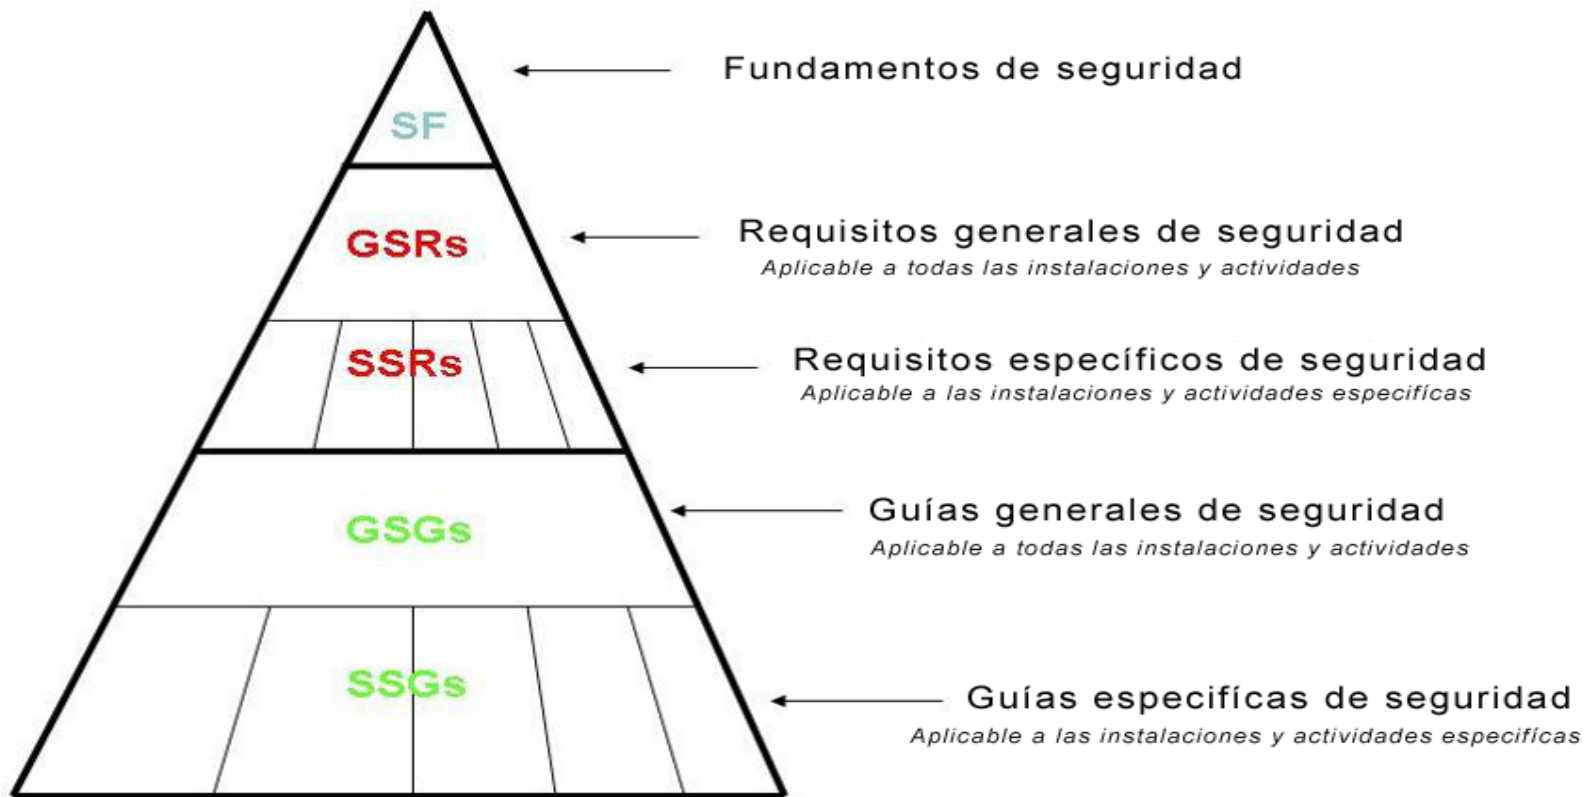 Fundamentos de seguridad
SF
GSRs
Requisitos generales de seguridad
Aplicable a todas las instalaciones y actividades
SSRs
Requisitos específicos de seguridad
Aplicable a las instalaciones y actividades especifícas
GSGs
Guías generales de seguridad
Aplicable a todas las instalaciones y actividades
SSGs
Guías especifícas de seguridad
Aplicable a las instalaciones y actividades especifícas